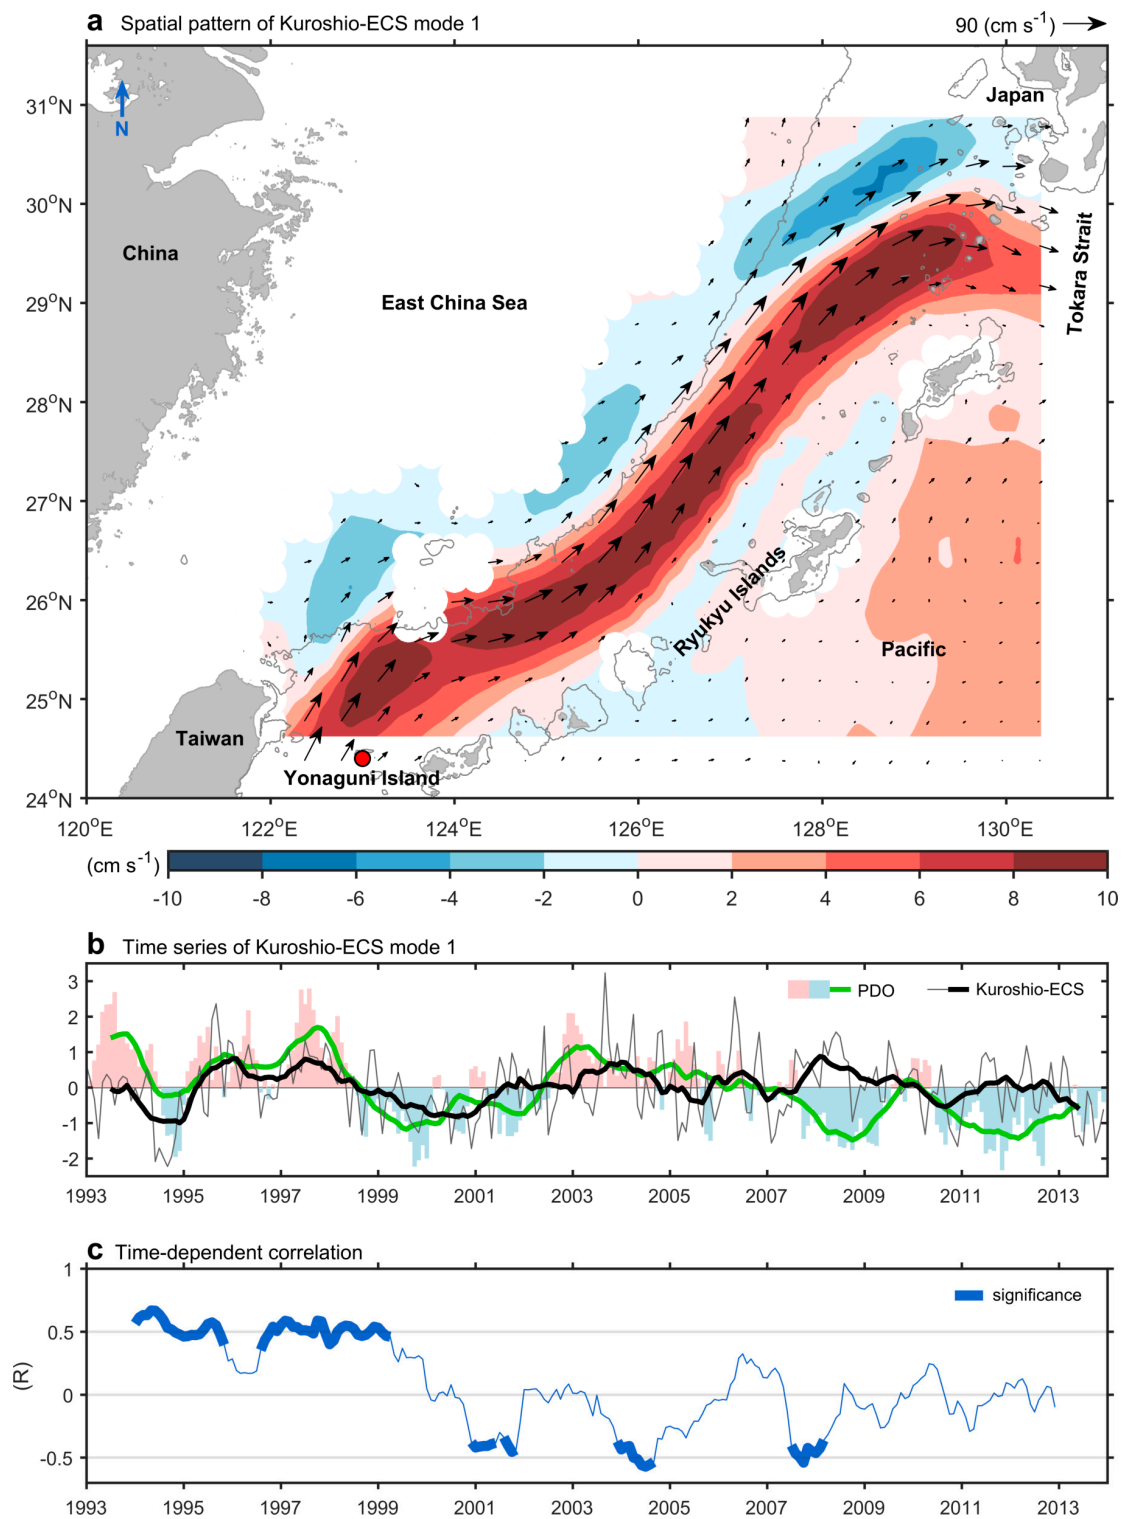 a Spatial pattern of Kuroshio-ECS mode 1
90 (cm s⁻¹)
31°N
30°N
29°N
28°N
27°N
26°N
25°N
24°N
N
Japan
China
East China Sea
Tokara Strait
Ryukyu Islands
Pacific
Taiwan
Yonaguni Island
120°E 122°E 124°E 126°E 128°E 130°E
(cm s⁻¹)
-10 -8 -6 -4 -2 0 2 4 6 8 10
b Time series of Kuroshio-ECS mode 1
PDO Kuroshio-ECS
3
2
1
0
-1
-2
1993 1995 1997 1999 2001 2003 2005 2007 2009 2011 2013
c Time-dependent correlation
significance
(R)
1
0.5
0
-0.5
1993 1995 1997 1999 2001 2003 2005 2007 2009 2011 2013